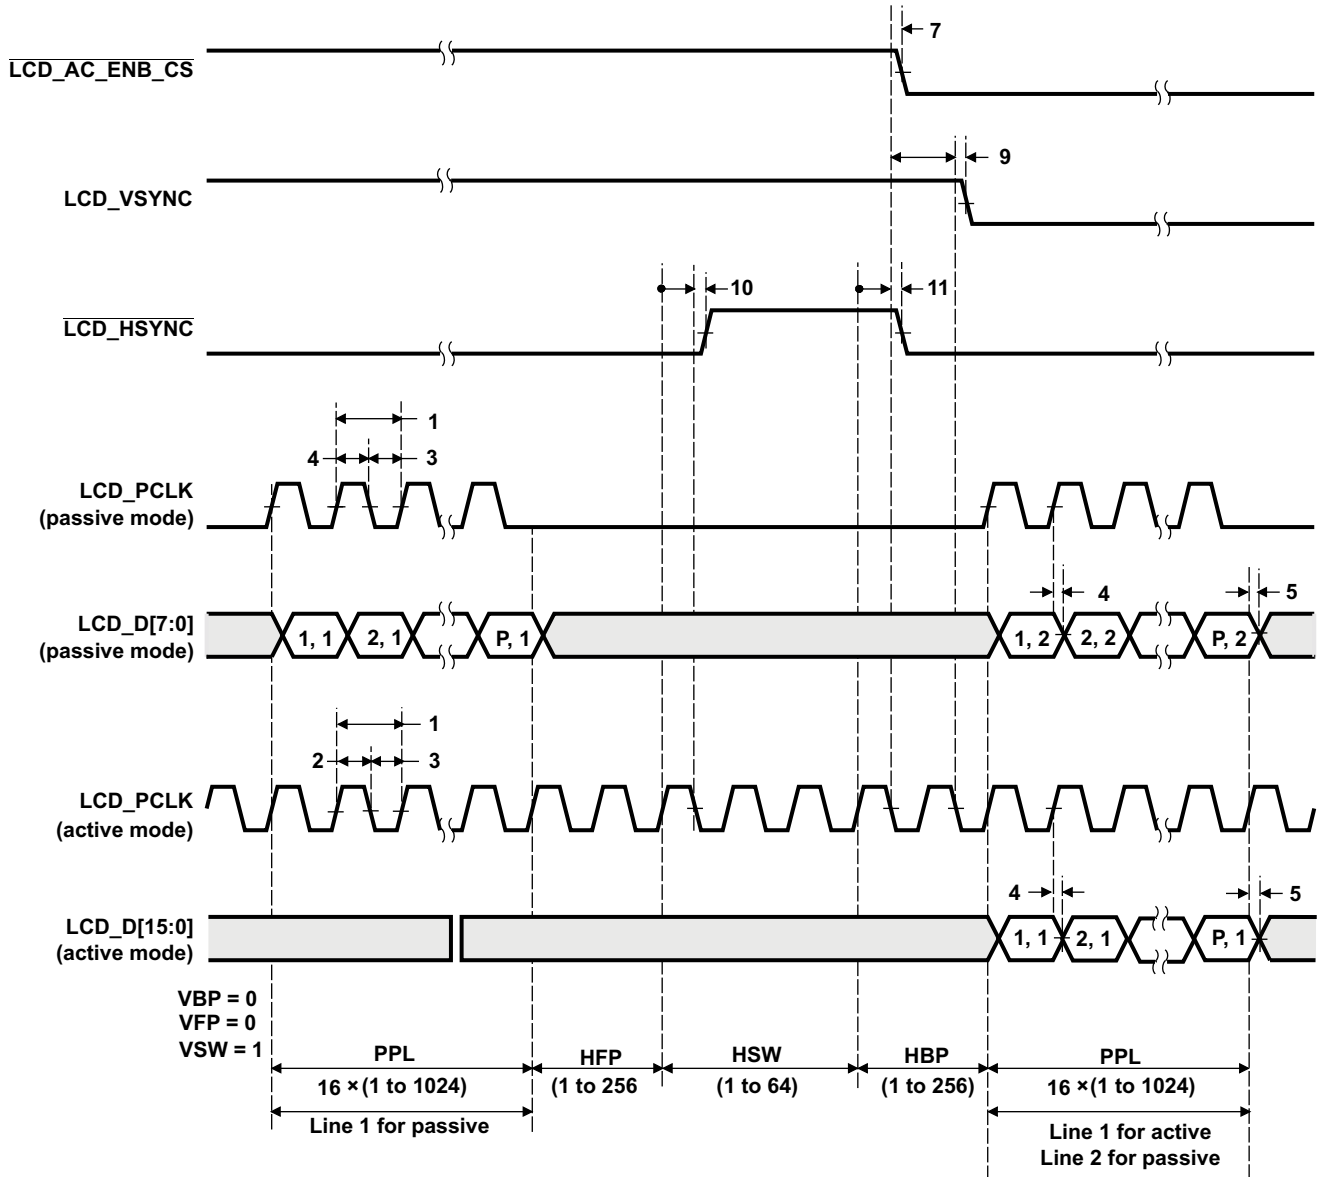 7
LCD_AC_ENB_CS
9
LCD_VSYNC
10
11
LCD_HSYNC
1
4
3
LCD_PCLK
(passive mode)
4
5
LCD_D[7:0]
(passive mode)
1, 1
2, 1
P, 1
1, 2
2, 2
P, 2
1
2
3
LCD_PCLK
(active mode)
4
5
LCD_D[15:0]
(active mode)
1, 1
2, 1
P, 1
VBP = 0
VFP = 0
VSW = 1
PPL
HFP
HSW
HBP
PPL
16 × (1 to 1024)
(1 to 256
(1 to 64)
(1 to 256)
16 × (1 to 1024)
Line 1 for passive
Line 1 for active
Line 2 for passive